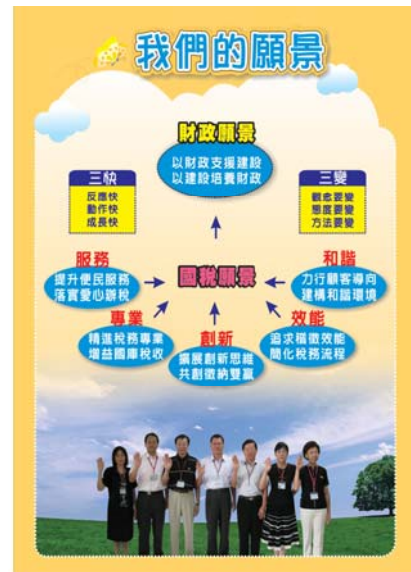 我們的願景
財政願景
以財政支援建設
以建設培養財政
三快
反應快
動作快
成長快
三變
觀念要變
態度要變
方法要變
服務
提升便民服務
落實愛心辦稅
國稅願景
和諧
力行顧客導向
建構和諧環境
專業
精進稅務專業
增益國庫稅收
創新
擴展創新思維
共創徵納雙贏
效能
追求稽徵效能
簡化稅務流程